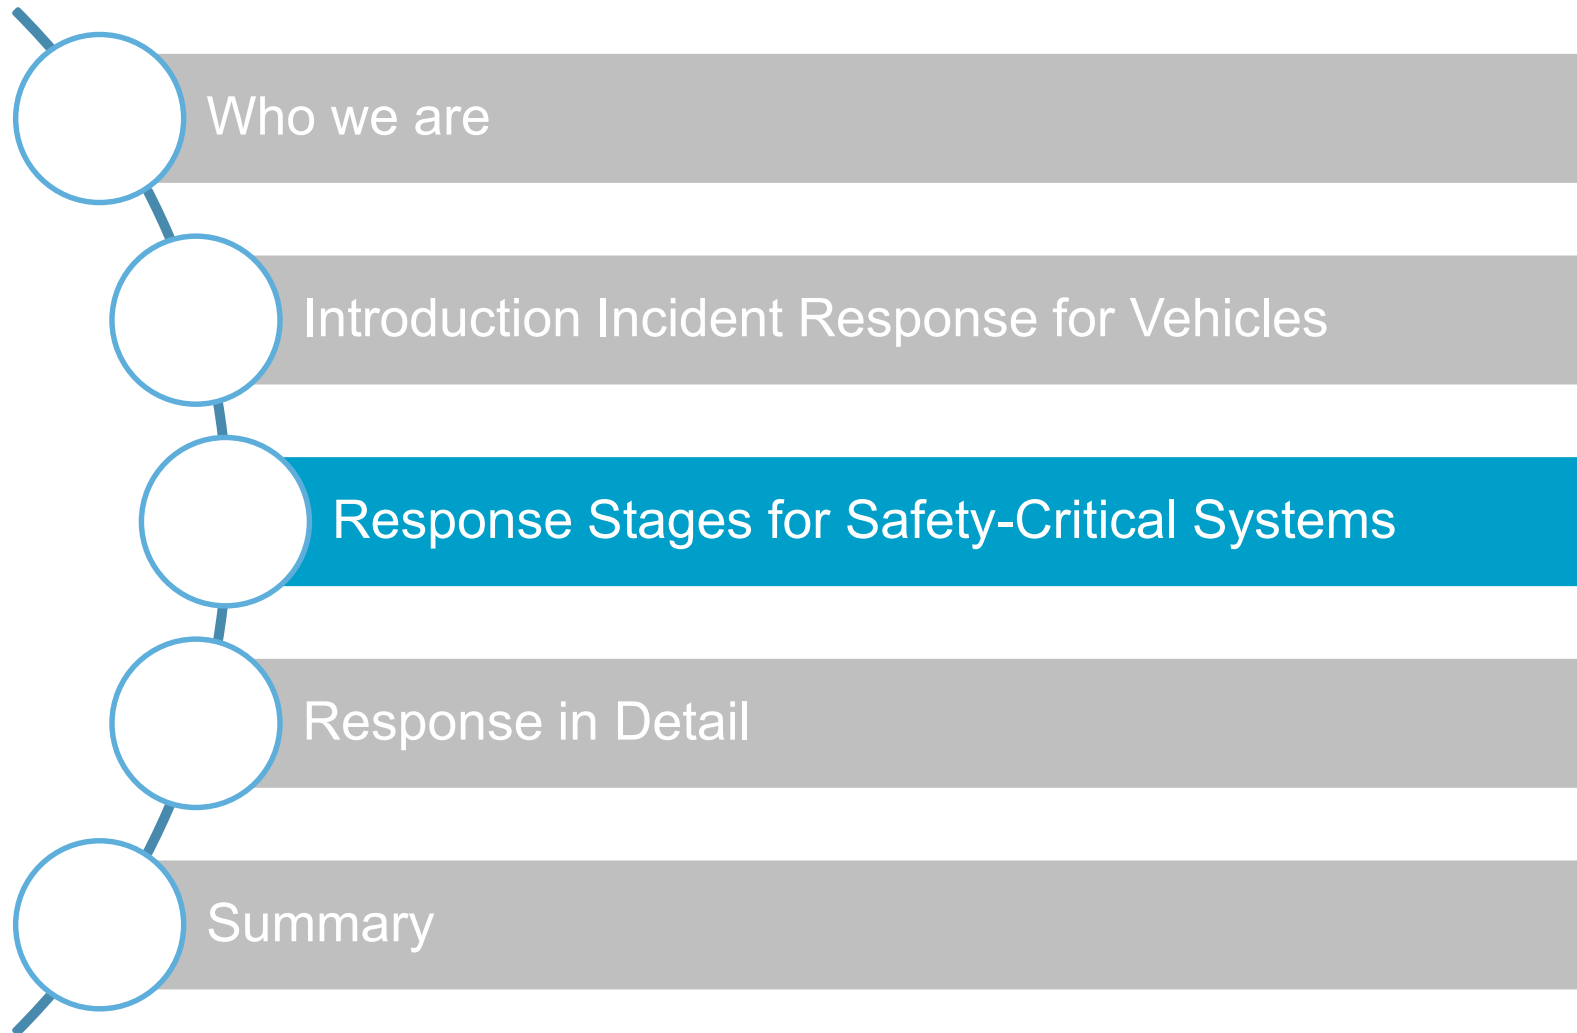 Who we are
Introduction Incident Response for Vehicles
Response Stages for Safety-Critical Systems
Response in Detail
Summary